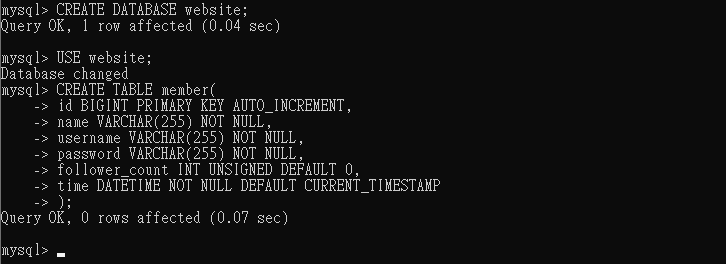 mysql> CREATE DATABASE website;
Query OK, 1 row affected (0.04 sec)
mysql> USE website;
Database changed
mysql> CREATE TABLE member(
    -> id BIGINT PRIMARY KEY AUTO_INCREMENT,
    -> name VARCHAR(255) NOT NULL,
    -> username VARCHAR(255) NOT NULL,
    -> password VARCHAR(255) NOT NULL,
    -> follower_count INT UNSIGNED DEFAULT 0,
    -> time DATETIME NOT NULL DEFAULT CURRENT_TIMESTAMP
    -> );
Query OK, 0 rows affected (0.07 sec)
mysql>